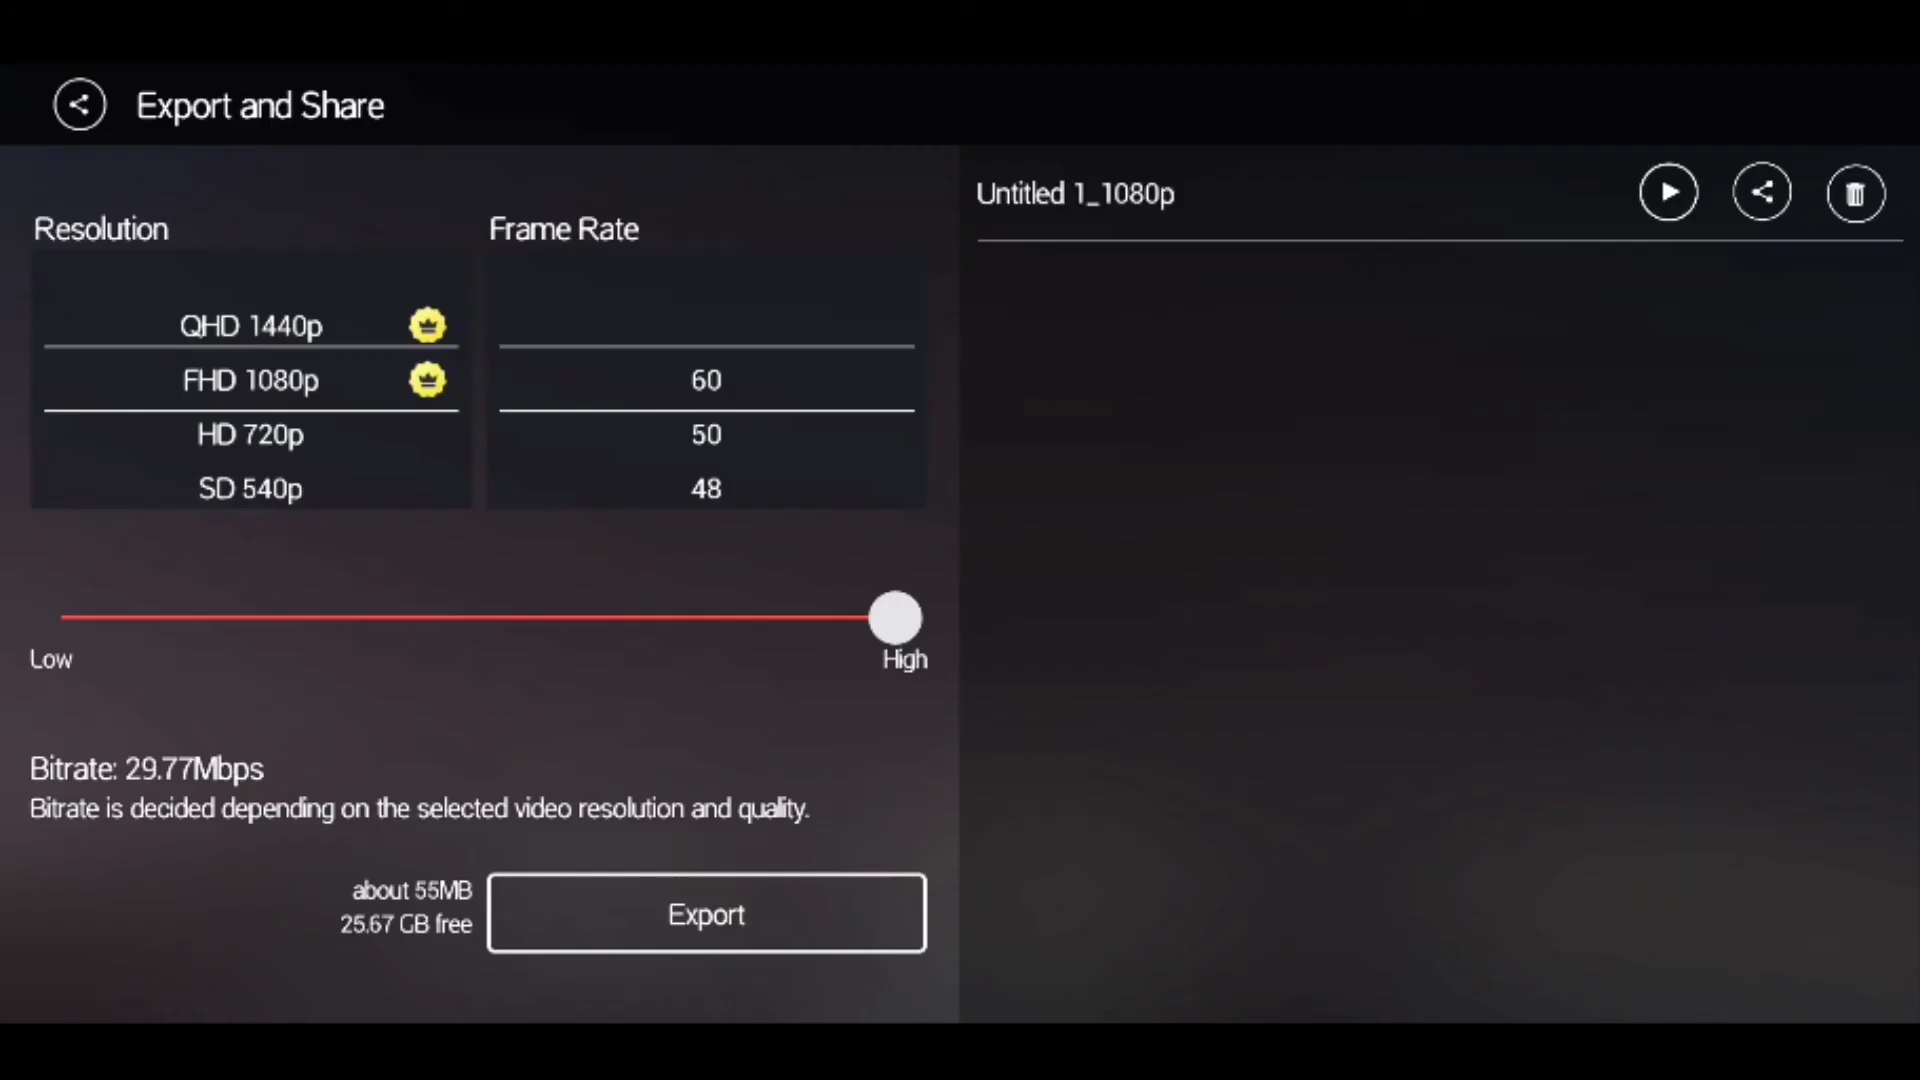 Export and Share
Resolution
Frame Rate
QHD 1440p
FHD 1080p
HD 720p
SD 540p
60
50
48
Low
High
Bitrate: 29.77Mbps
Bitrate is decided depending on the selected video resolution and quality.
about 55MB
25.67 GB free
Export
Untitled 1_1080p